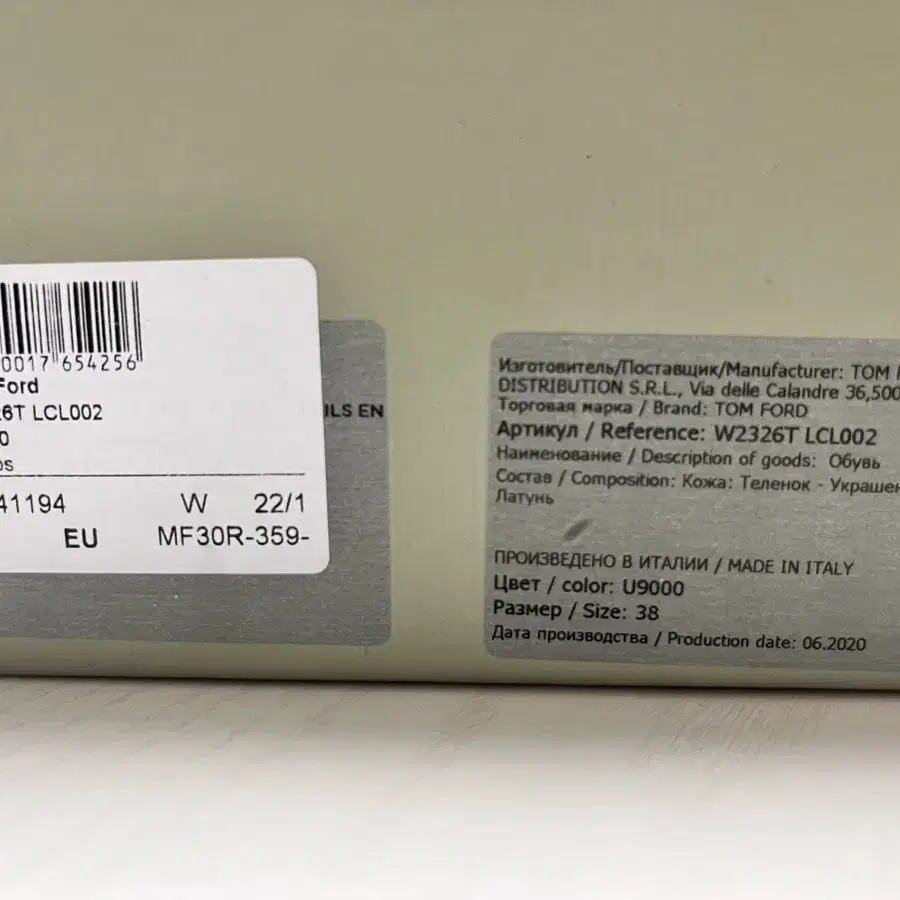 0017 654256
Ford
26T LCL002
0
os
41194 W 22/1
EU MF30R-359-
ILS EN
Изготовитель/Поставщик/Manufacturer: TOM
DISTRIBUTION S.R.L., Via delle Calandre 36,500
Торговая марка / Brand: TOM FORD
Артикул / Reference: W2326T LCL002
Наименование / Description of goods: Обувь
Состав / Composition: Кожа: Теленок - Украшен
Латунь
ПРОИЗВЕДЕНО В ИТАЛИИ / MADE IN ITALY
Цвет / color: U9000
Размер / Size: 38
Дата производства / Production date: 06.2020